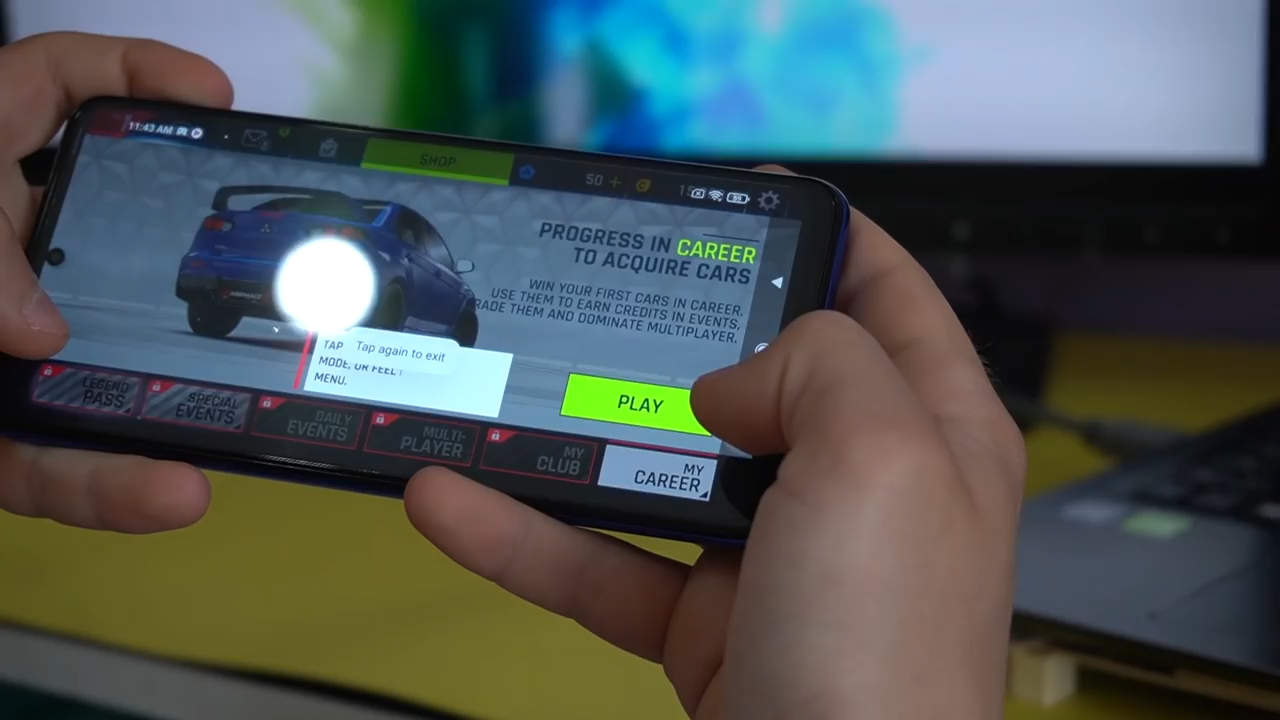 11:43 AM
SHOP
50 +
59
PROGRESS IN CAREER
TO ACQUIRE CARS
WIN YOUR FIRST CARS IN CAREER.
USE THEM TO EARN CREDITS IN EVENTS,
RADE THEM AND DOMINATE MULTIPLAYER.
TAP
Tap again to exit
MODE, OR FEEL
MENU.
PLAY
LEGEND
PASS
SPECIAL
EVENTS
DAILY
EVENTS
MULTI-
PLAYER
MY
CLUB
MY
CAREER